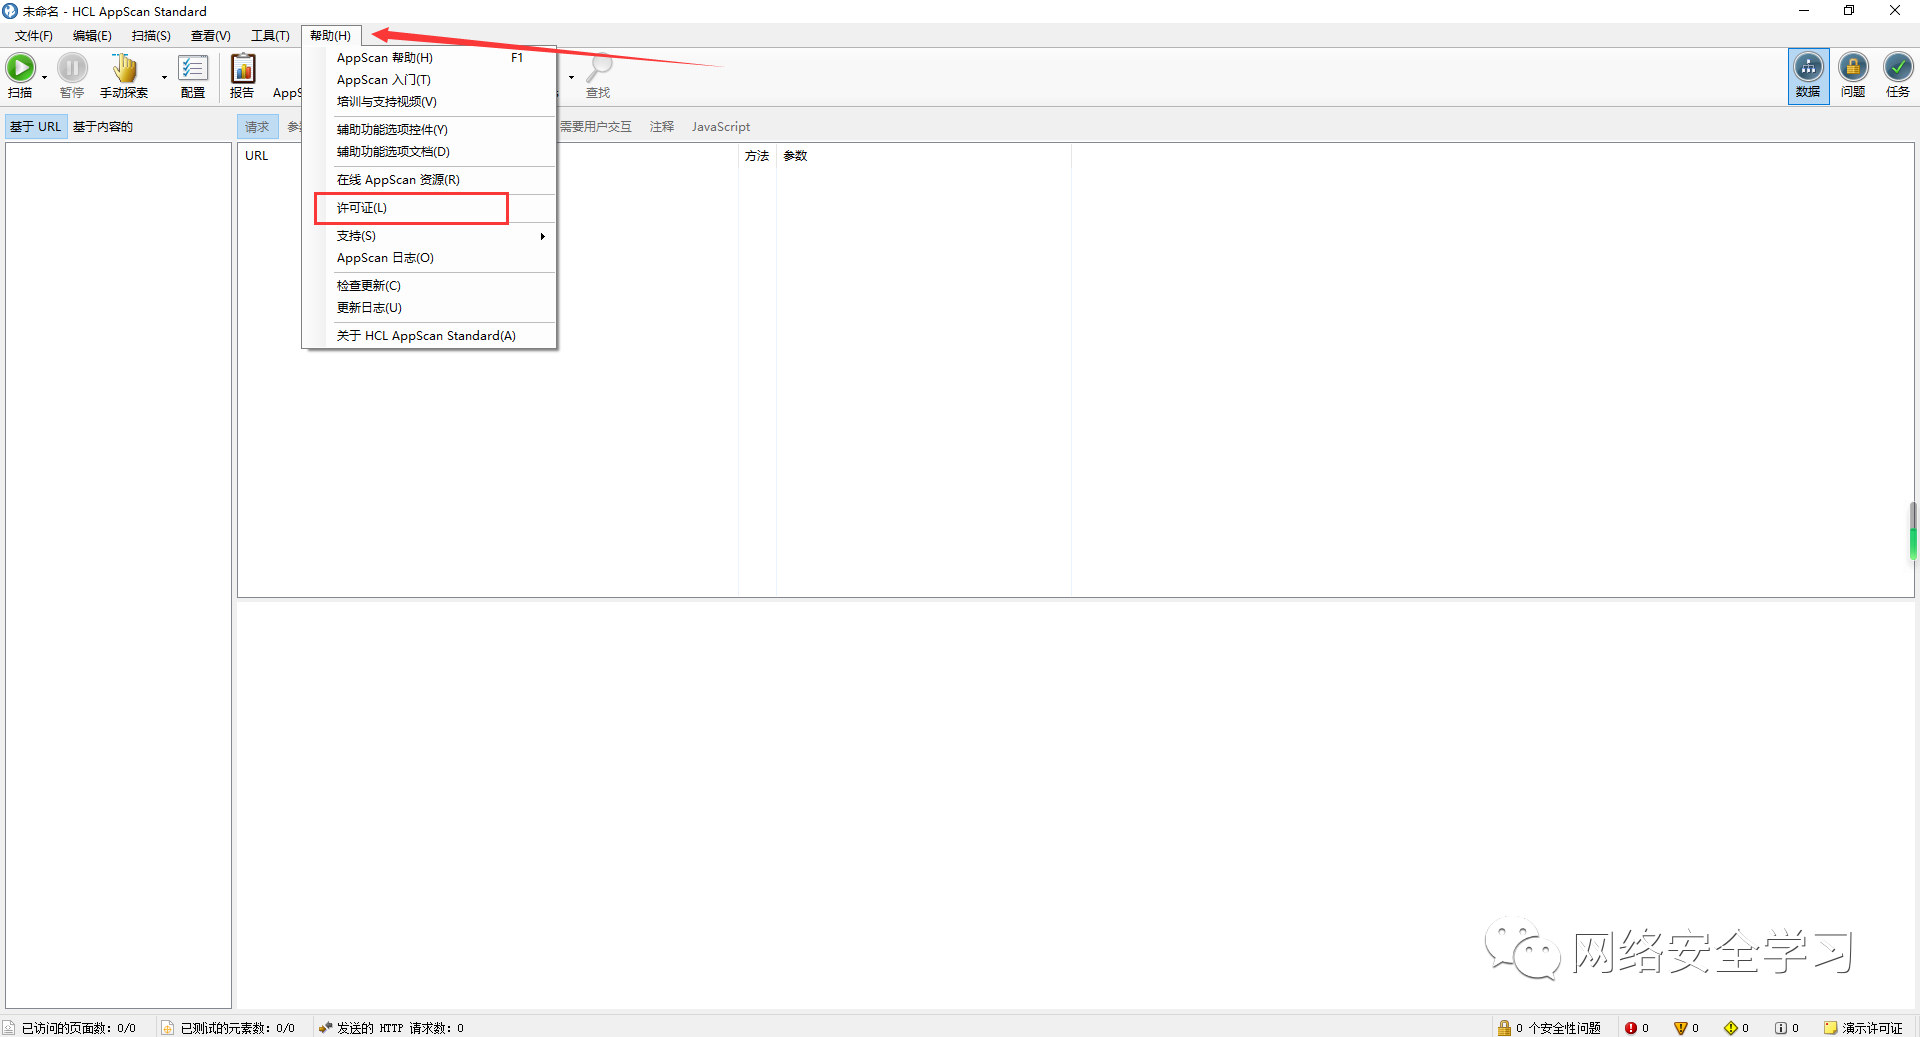 未命名 - HCL AppScan Standard
文件(F) 编辑(E) 扫描(S) 查看(V) 工具(T) 帮助(H)
扫描 暂停 手动探索 配置 报告 AppS 查找 数据 问题 任务
AppScan 帮助(H) F1
AppScan 入门(T)
培训与支持视频(V)
辅助功能选项控件(Y)
辅助功能选项文档(D)
在线 AppScan 资源(R)
许可证(L)
支持(S)
AppScan 日志(O)
检查更新(C)
更新日志(U)
关于 HCL AppScan Standard(A)
基于 URL 基于内容的 请求 需要用户交互 注释 JavaScript
URL 方法 参数
网络安全学习
已访问的页面数: 0/0 已测试的元素数: 0/0 发送的 HTTP 请求数: 0 0 个安全性问题 0 0 0 0 演示许可证